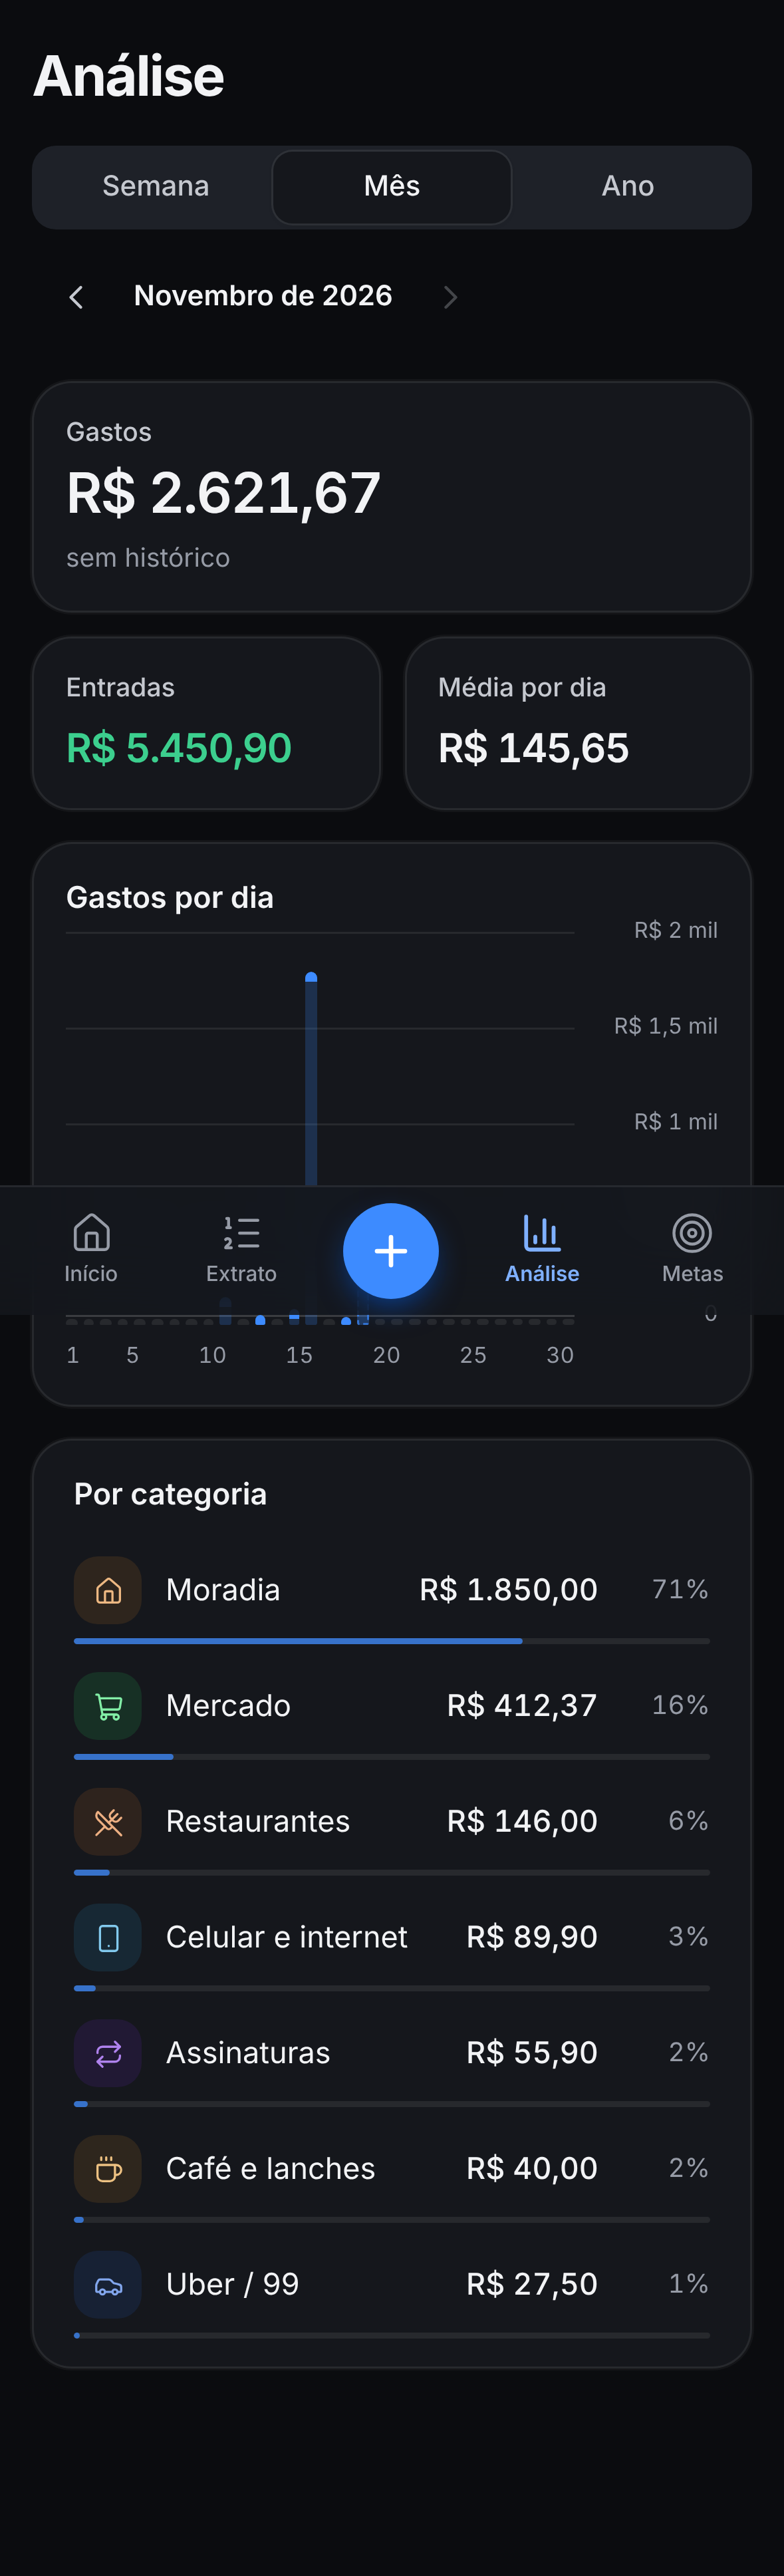 Análise
Semana Mês Ano
Novembro de 2026
Gastos
R$ 2.621,67
sem histórico
Entradas Média por dia
R$ 5.450,90 R$ 145,65
Gastos por dia
R$ 2 mil
R$ 1,5 mil
R$ 1 mil
Início Extrato Análise Metas
0
1 5 10 15 20 25 30
Por categoria
Moradia R$ 1.850,00 71%
Mercado R$ 412,37 16%
Restaurantes R$ 146,00 6%
Celular e internet R$ 89,90 3%
Assinaturas R$ 55,90 2%
Café e lanches R$ 40,00 2%
Uber / 99 R$ 27,50 1%